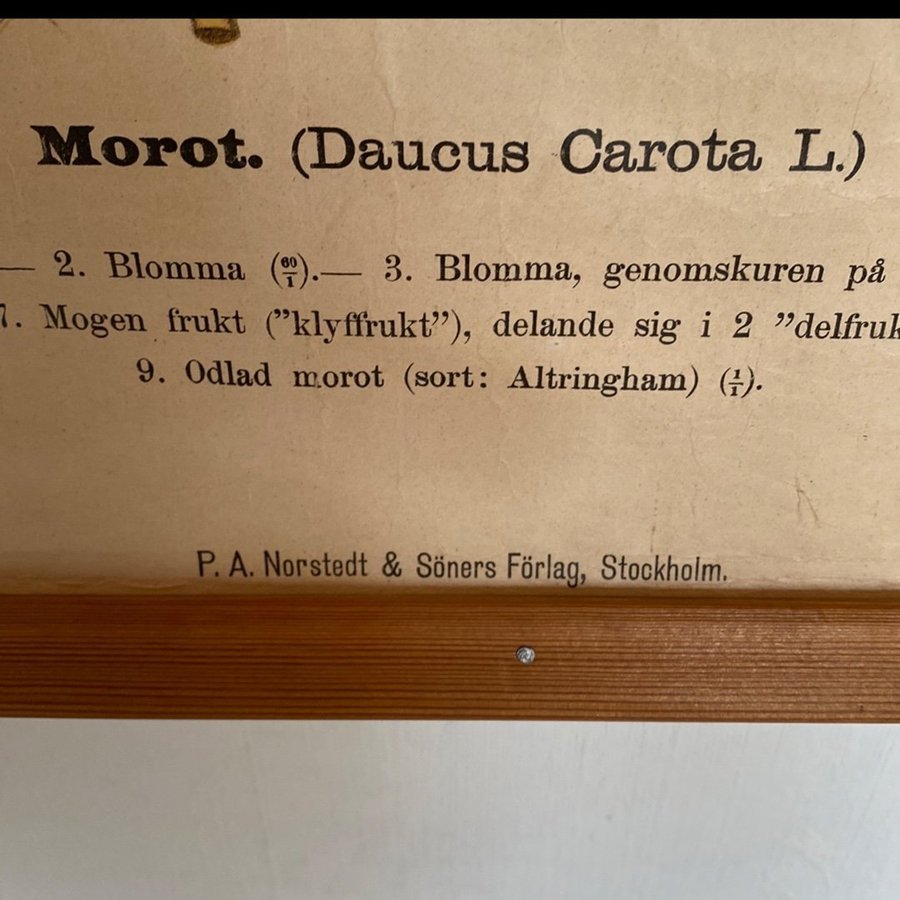 Morot. (Daucus Carota L.)
— 2. Blomma (60/1).— 3. Blomma, genomskuren på
7. Mogen frukt ("klyffrukt"), delande sig i 2 "delfruk
9. Odlad morot (sort: Altringham) (1/1).
P. A. Norstedt & Söners Förlag, Stockholm.